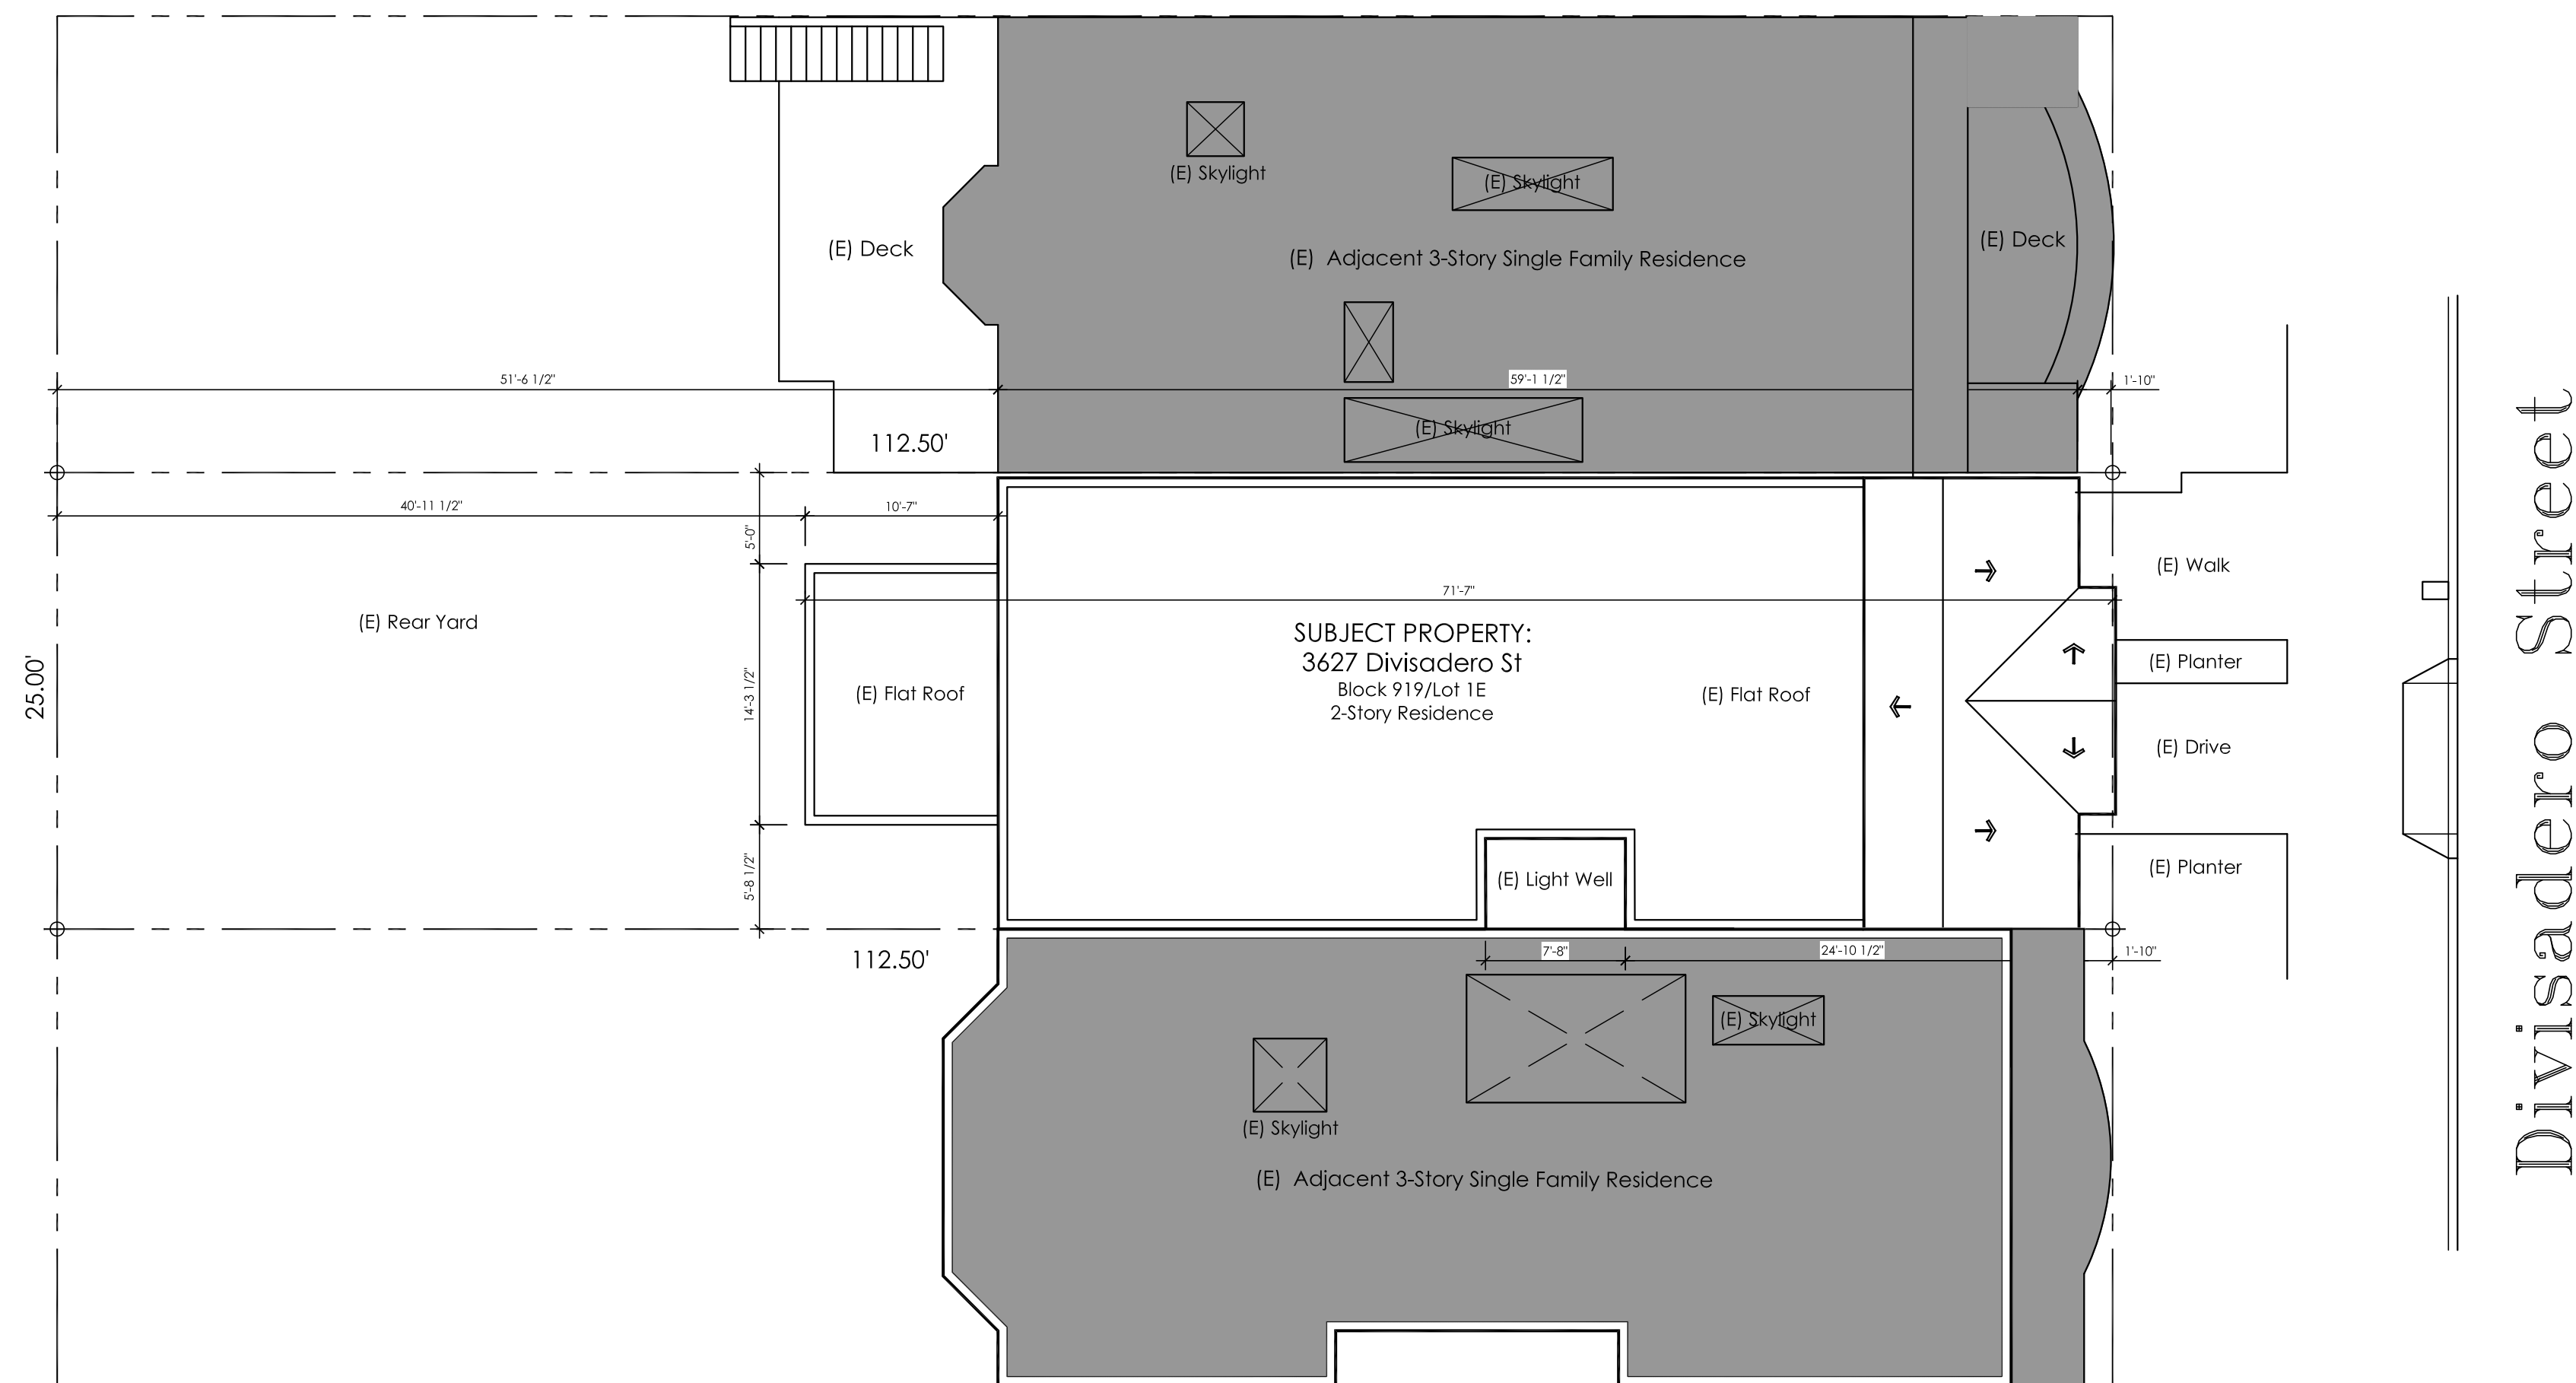 (E) Skylight
(E) Skylight
(E) Deck
(E) Adjacent 3-Story Single Family Residence
(E) Deck
51'-6 1/2"
59'-1 1/2"
1'-10"
(E) Skylight
112.50'
40'-11 1/2"
10'-7"
5'-0"
(E) Walk
71'-7"
(E) Rear Yard
SUBJECT PROPERTY:
3627 Divisadero St
Block 919/Lot 1E
2-Story Residence
(E) Planter
25.00'
14'-3 1/2"
(E) Flat Roof
(E) Flat Roof
(E) Drive
5'-8 1/2"
(E) Light Well
(E) Planter
112.50'
7'-8"
24'-10 1/2"
1'-10"
(E) Skylight
(E) Skylight
(E) Adjacent 3-Story Single Family Residence
Divisadero Street